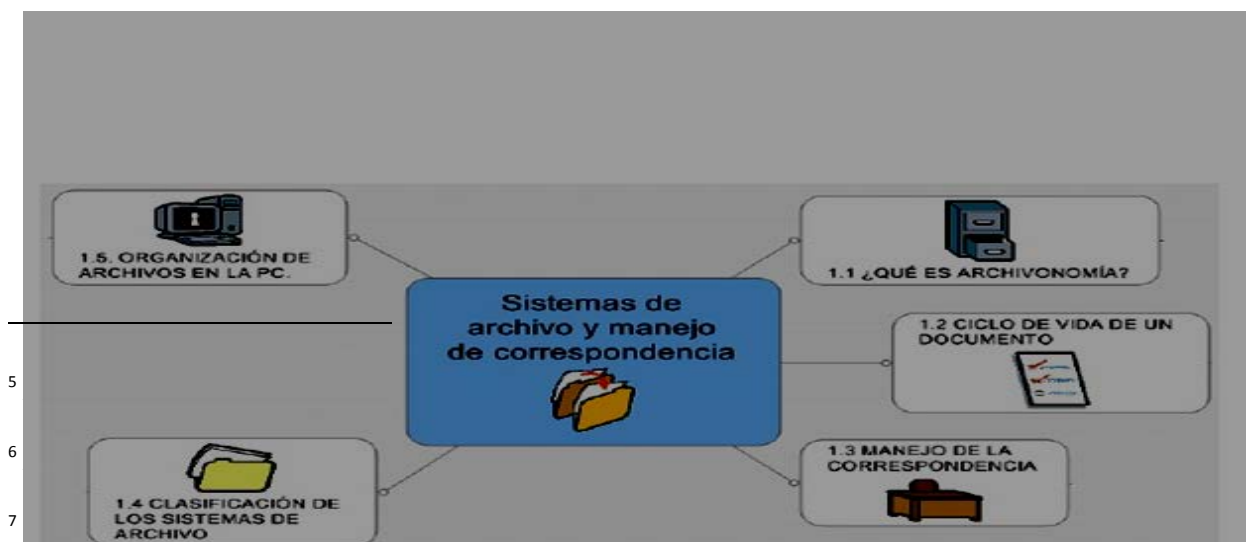 Sistemas de
archivo y manejo
de correspondencia
1.1 ¿QUÉ ES ARCHIVONOMÍA?
1.2 CICLO DE VIDA DE UN
DOCUMENTO
1.3 MANEJO DE LA
CORRESPONDENCIA
1.4 CLASIFICACIÓN DE
LOS SISTEMAS DE
ARCHIVO
1.5. ORGANIZACIÓN DE
ARCHIVOS EN LA PC.
5
6
7